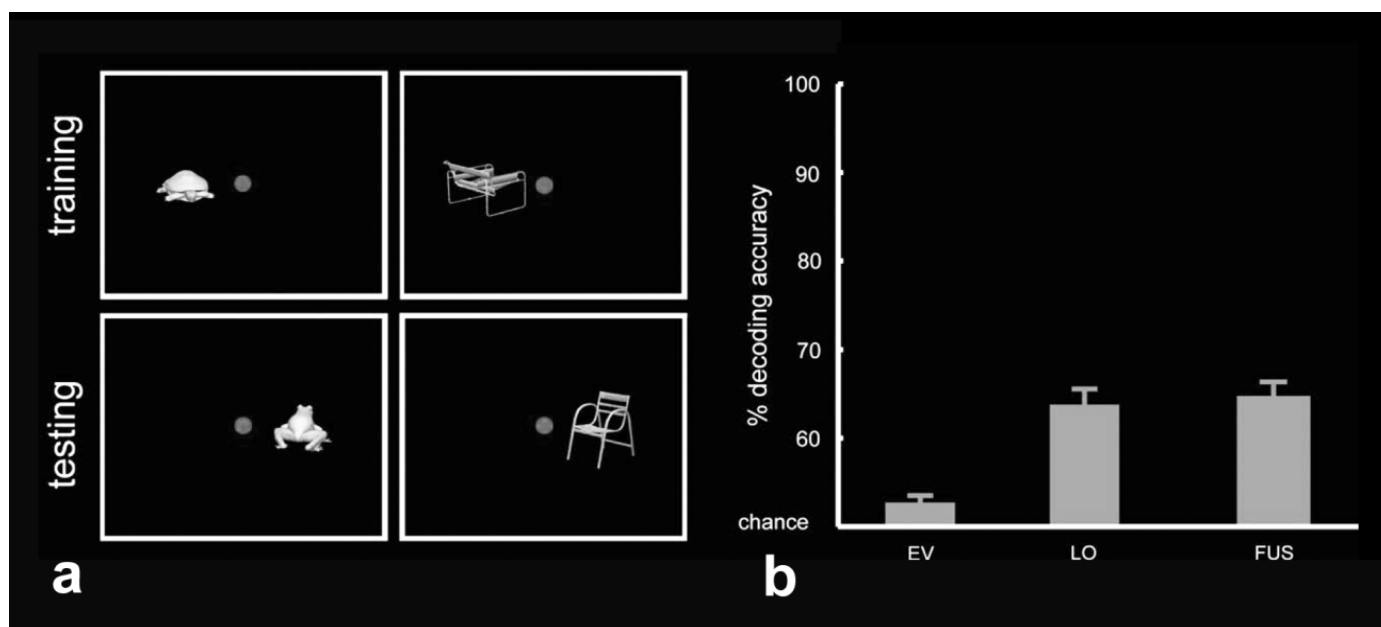 training
testing
a
% decoding accuracy
100
90
80
70
60
chance
EV LO FUS
b